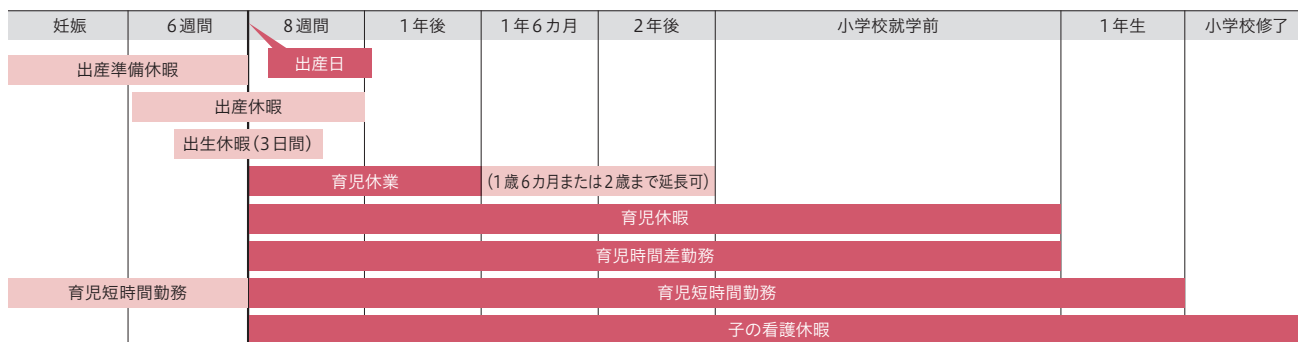 妊娠 6週間 8週間 1年後 1年6カ月 2年後 小学校就学前 1年生 小学校修了
出産日
出産準備休暇
出産休暇
出生休暇(3日間)
育児休業 (1歳6カ月または2歳まで延長可)
育児休暇
育児時間差勤務
育児短時間勤務 育児短時間勤務
子の看護休暇